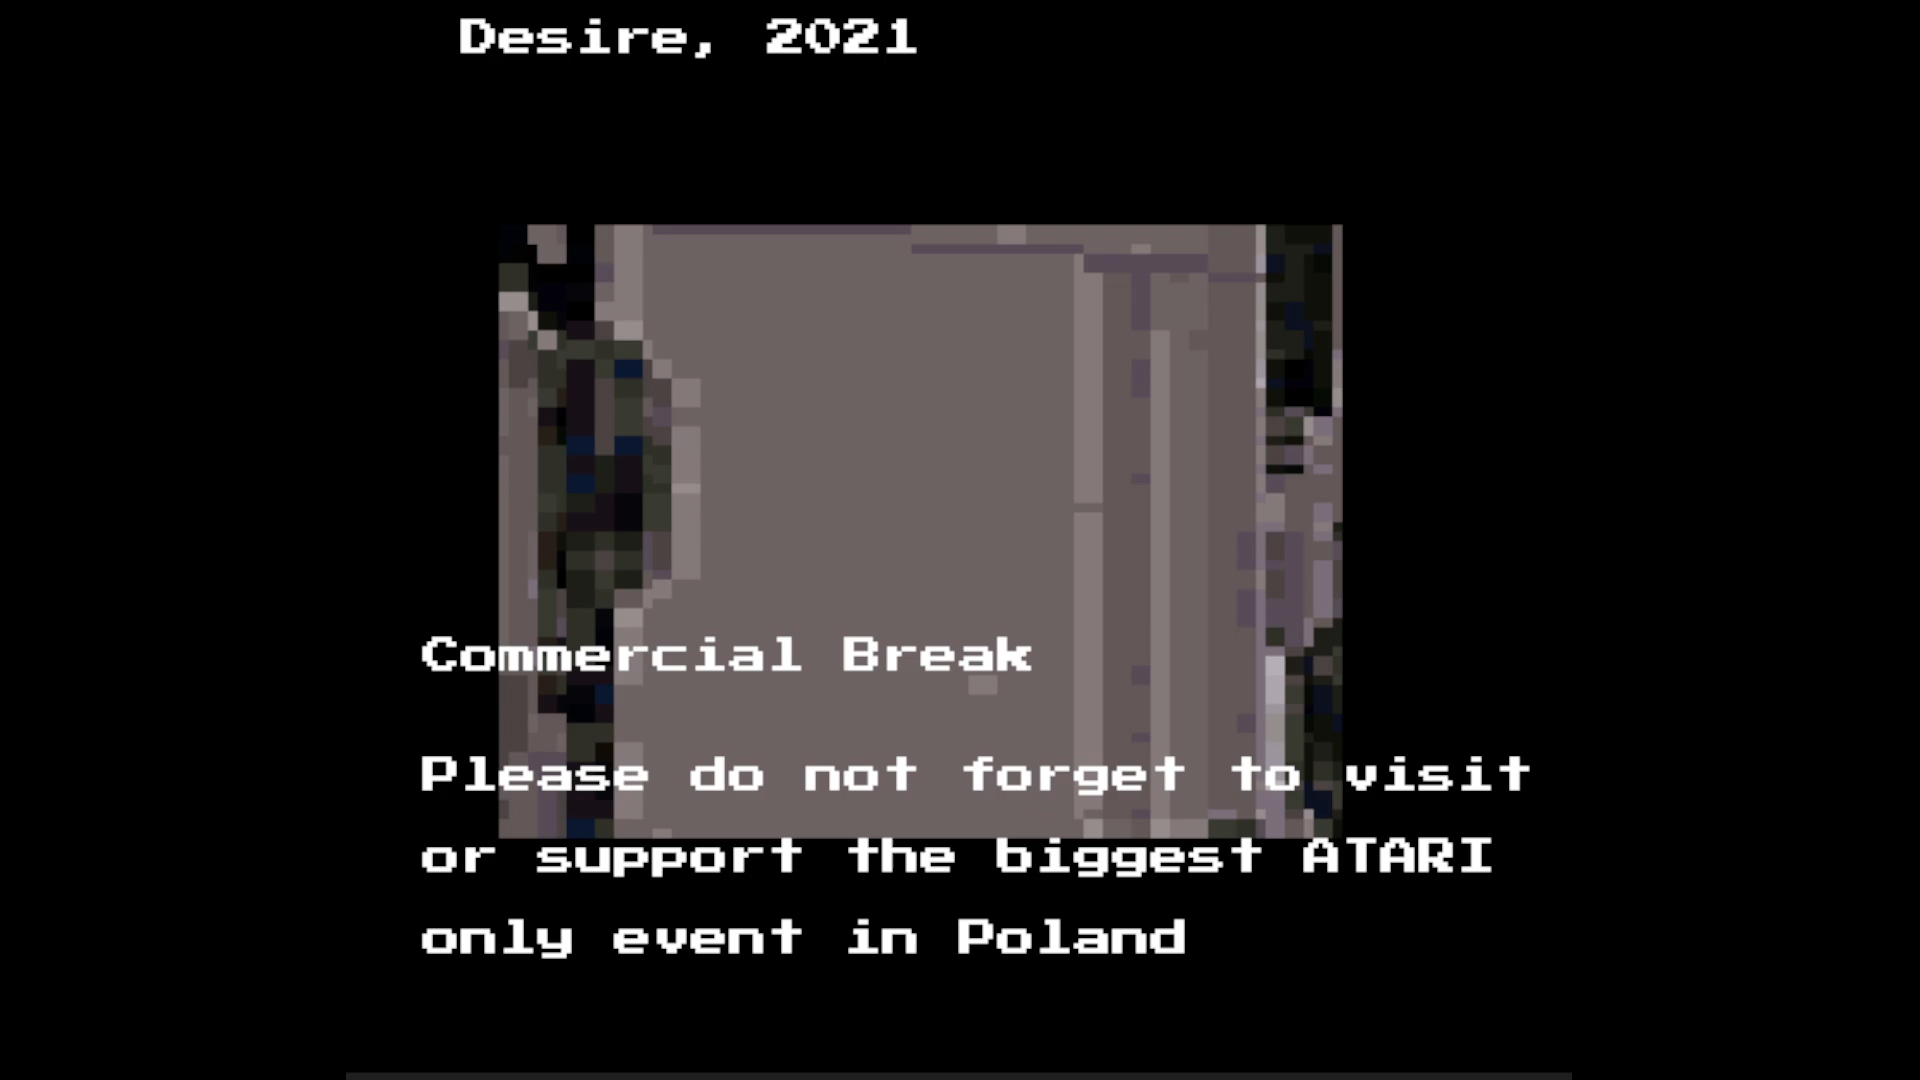 Desire, 2021
Commercial Break
Please do not forget to visit
or support the biggest ATARI
only event in Poland